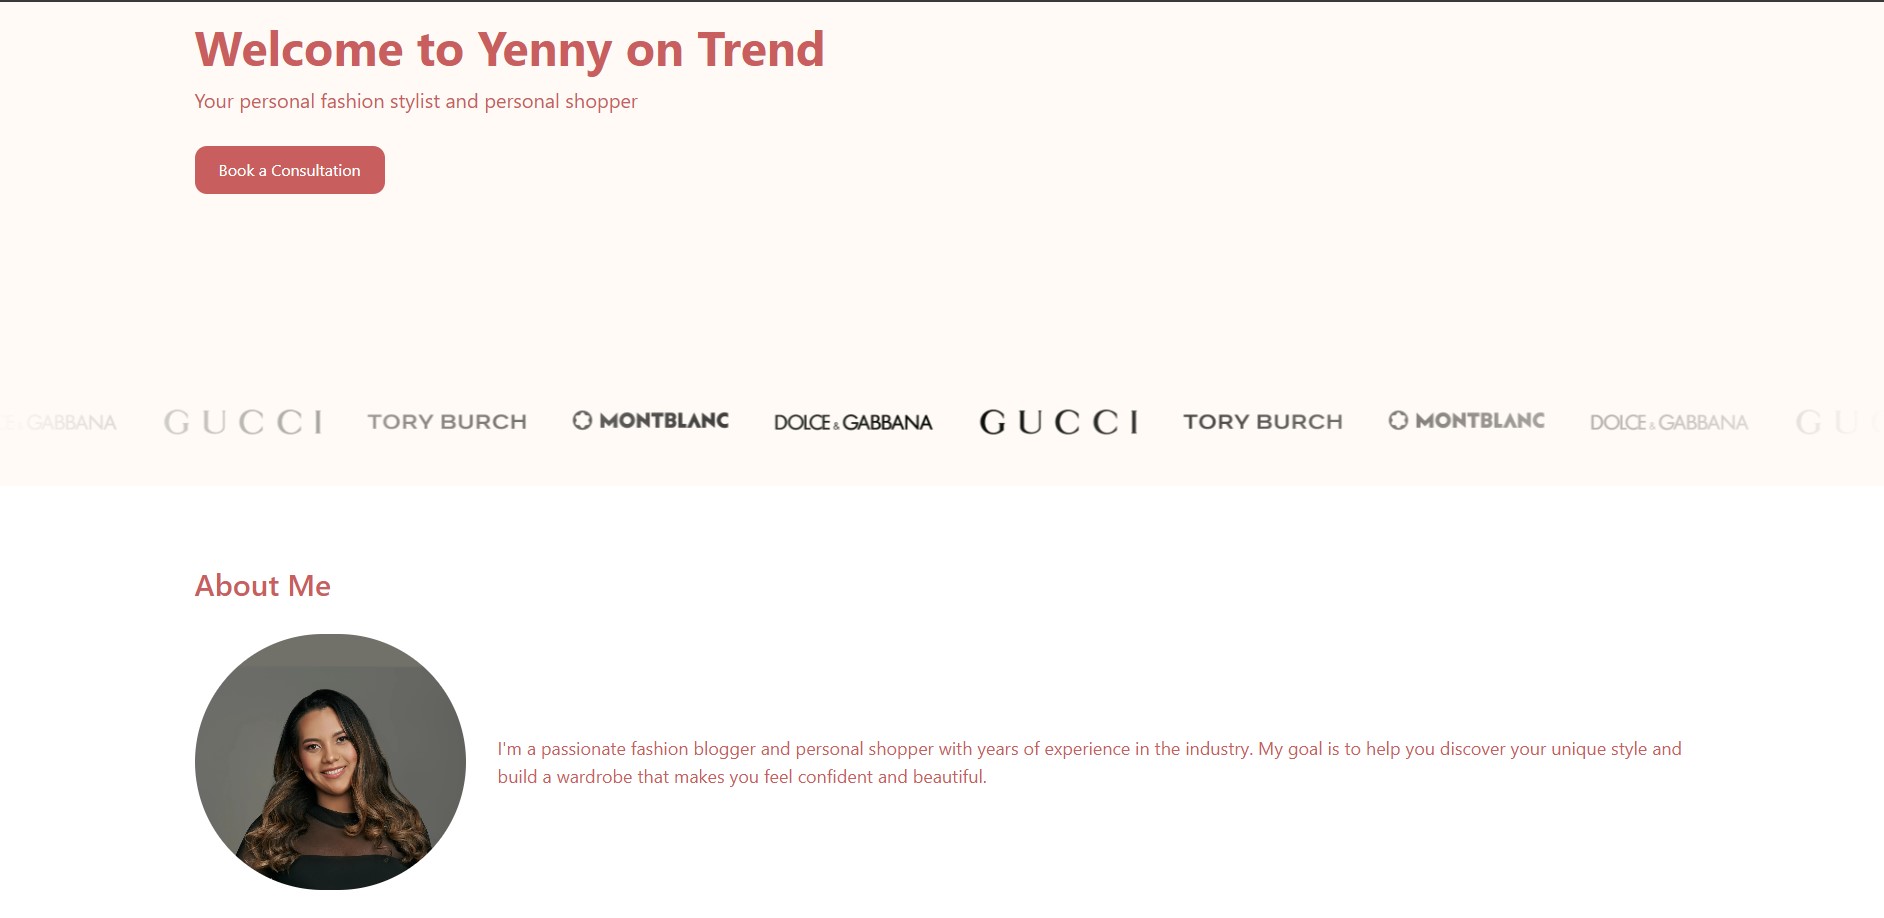 Welcome to Yenny on Trend
Your personal fashion stylist and personal shopper
Book a Consultation
& GABBANA GUCCI TORY BURCH MONTBLANC DOLCE & GABBANA GUCCI TORY BURCH MONTBLANC DOLCE & GABBANA
About Me
I'm a passionate fashion blogger and personal shopper with years of experience in the industry. My goal is to help you discover your unique style and
build a wardrobe that makes you feel confident and beautiful.